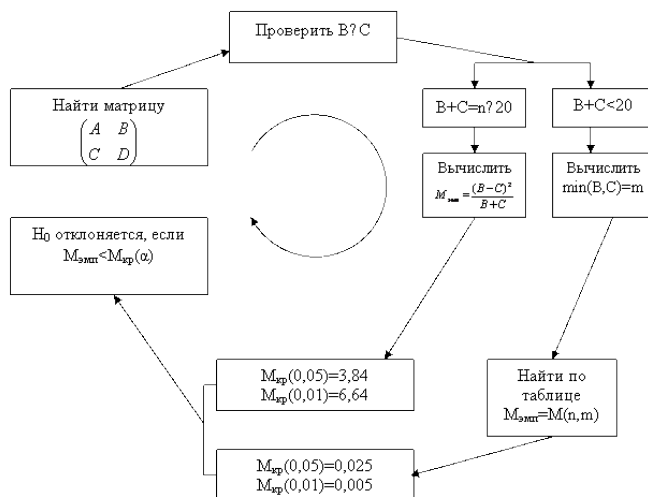 Проверить B?C
Найти матрицу
(A B
C D)
B+C=n?20
B+C<20
Вычислить
Mэмп=(B−C)²/B+C
Вычислить
min(B,C)=m
H₀ отклоняется, если
Mэмп<Mкр(α)
Mкр(0,05)=3,84
Mкр(0,01)=6,64
Найти по
таблице
Mэмп=M(n,m)
Mкр(0,05)=0,025
Mкр(0,01)=0,005